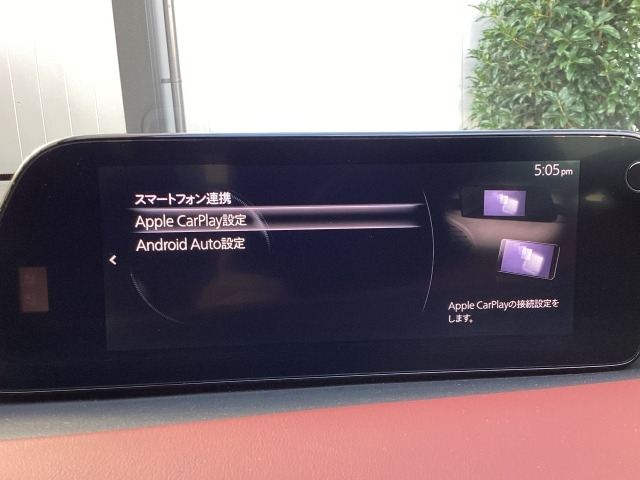 5:05pm
スマートフォン連携
Apple CarPlay設定
Android Auto設定
Apple CarPlayの接続設定を
します。